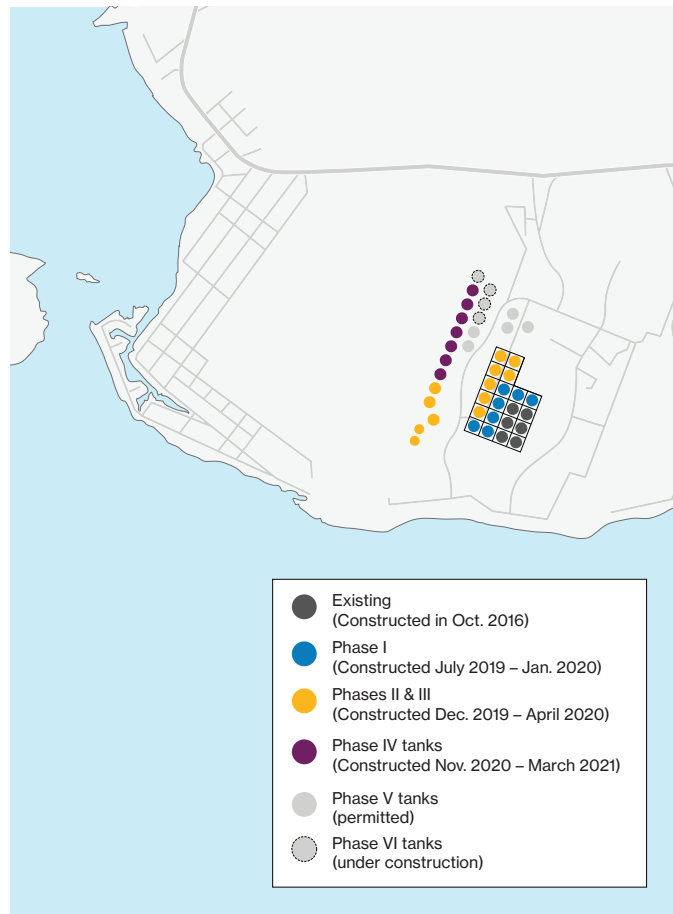 Existing
(Constructed in Oct. 2016)
Phase I
(Constructed July 2019 – Jan. 2020)
Phases II & III
(Constructed Dec. 2019 – April 2020)
Phase IV tanks
(Constructed Nov. 2020 – March 2021)
Phase V tanks
(permitted)
Phase VI tanks
(under construction)